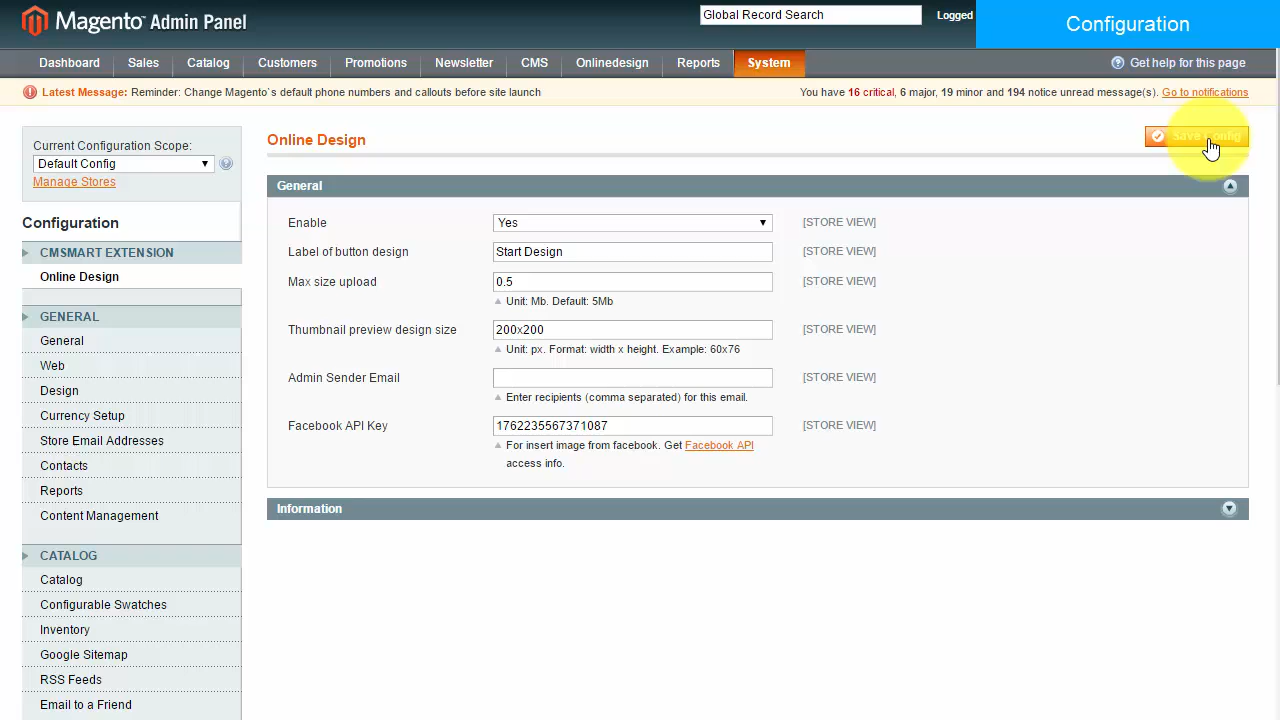 Magento Admin Panel
Global Record Search
Logged
Configuration
Dashboard Sales Catalog Customers Promotions Newsletter CMS Onlinedesign Reports System Get help for this page
Latest Message: Reminder: Change Magento`s default phone numbers and callouts before site launch
You have 16 critical, 6 major, 19 minor and 194 notice unread message(s). Go to notifications
Current Configuration Scope:
Default Config
Manage Stores
Configuration
CMSMART EXTENSION
Online Design
GENERAL
General
Web
Design
Currency Setup
Store Email Addresses
Contacts
Reports
Content Management
CATALOG
Catalog
Configurable Swatches
Inventory
Google Sitemap
RSS Feeds
Email to a Friend
Online Design
Save Config
General
Enable Yes [STORE VIEW]
Label of button design Start Design [STORE VIEW]
Max size upload 0.5 [STORE VIEW]
Unit: Mb. Default: 5Mb
Thumbnail preview design size 200x200 [STORE VIEW]
Unit: px. Format: width x height. Example: 60x76
Admin Sender Email [STORE VIEW]
Enter recipients (comma separated) for this email.
Facebook API Key 1762235567371087 [STORE VIEW]
For insert image from facebook. Get Facebook API
access info.
Information